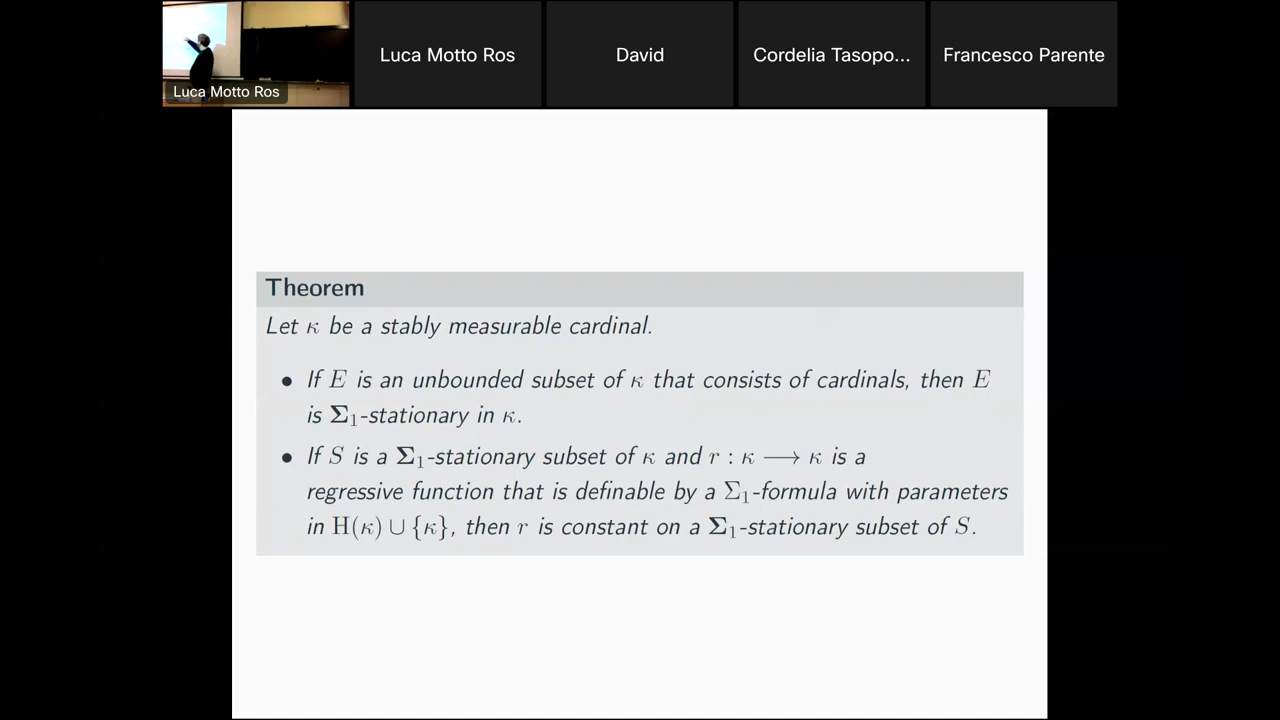 Luca Motto Ros
Luca Motto Ros
David
Cordelia Tasopo...
Francesco Parente
Theorem
Let κ be a stably measurable cardinal.
• If E is an unbounded subset of κ that consists of cardinals, then E
is Σ₁-stationary in κ.
• If S is a Σ₁-stationary subset of κ and r : κ ⟶ κ is a
regressive function that is definable by a Σ₁-formula with parameters
in H(κ) ∪ {κ}, then r is constant on a Σ₁-stationary subset of S.